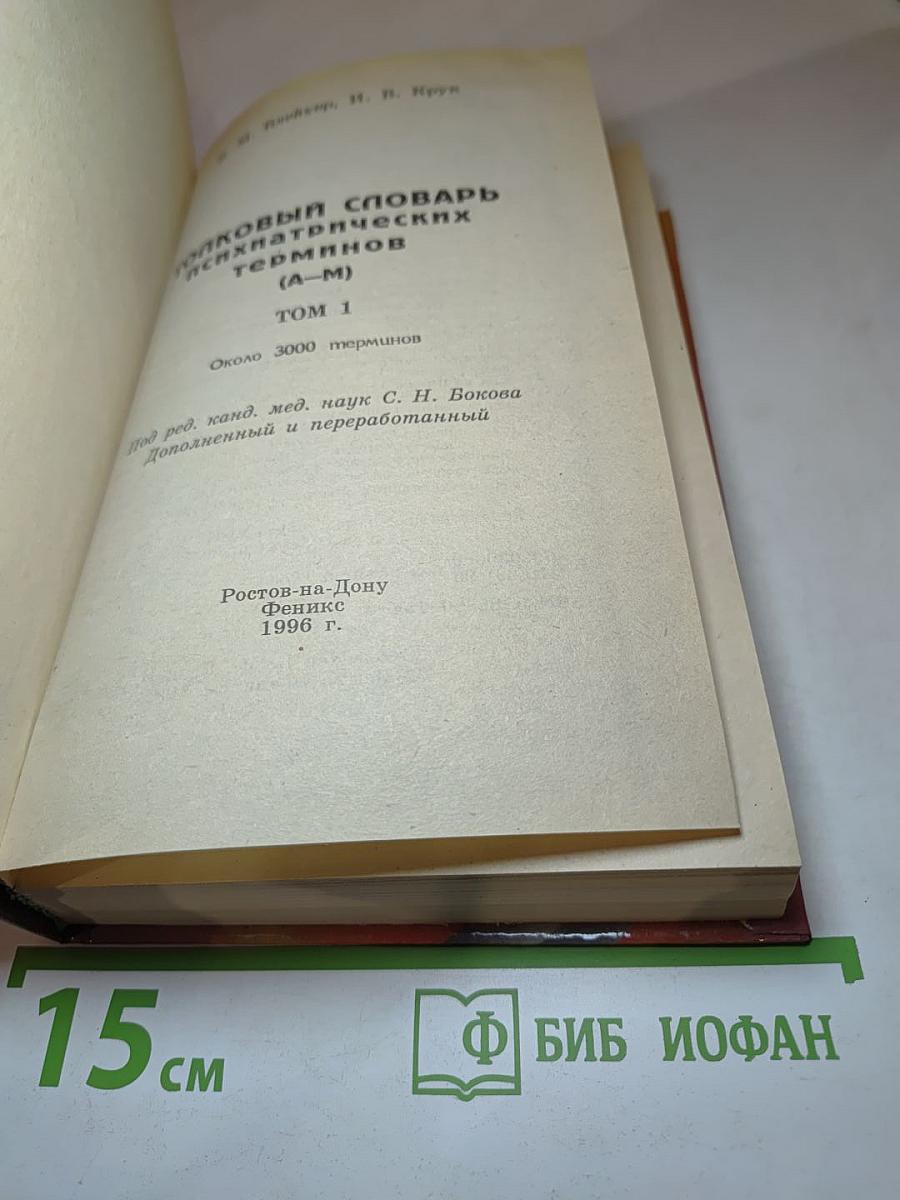 И. В. Крук
ТОЛКОВЫЙ СЛОВАРЬ
психиатрических
терминов
(А—М)
ТОМ 1
Около 3000 терминов
Под ред. канд. мед. наук С. Н. Бокова
Дополненный и переработанный
Ростов-на-Дону
Феникс
1996 г.
15 см
Ф БИБ ИОФАН